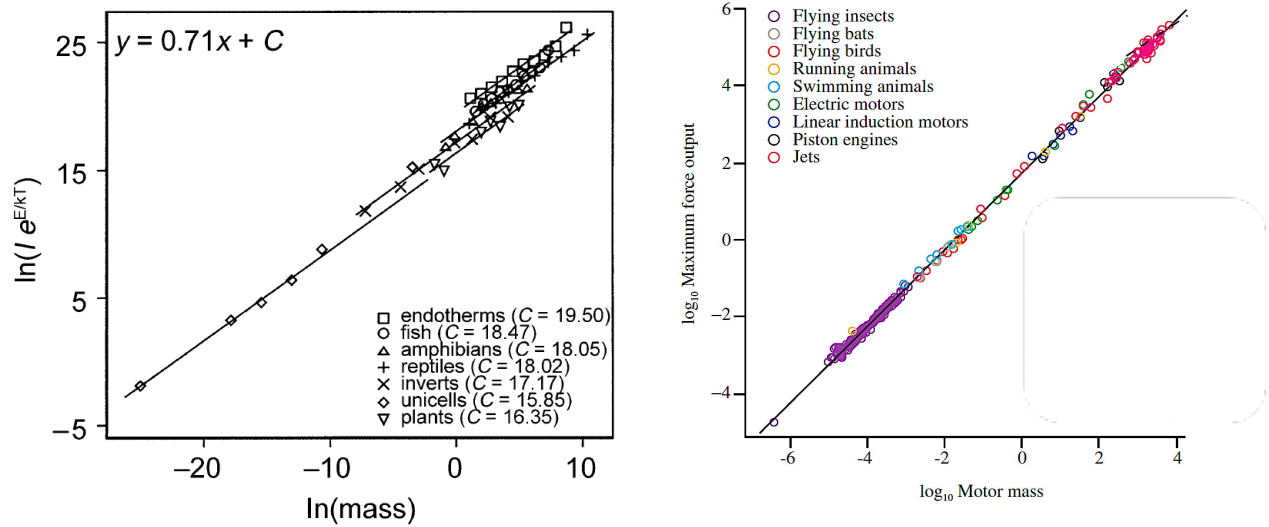 y = 0.71x + C
25
15
5
−5
ln(I e^E/kT)
endotherms (C = 19.50)
fish (C = 18.47)
amphibians (C = 18.05)
reptiles (C = 18.02)
inverts (C = 17.17)
unicells (C = 15.85)
plants (C = 16.35)
−20
−10
0
10
ln(mass)
6
4
2
0
−2
−4
log₁₀ Maximum force output
Flying insects
Flying bats
Flying birds
Running animals
Swimming animals
Electric motors
Linear induction motors
Piston engines
Jets
-6
-4
-2
0
2
4
log₁₀ Motor mass